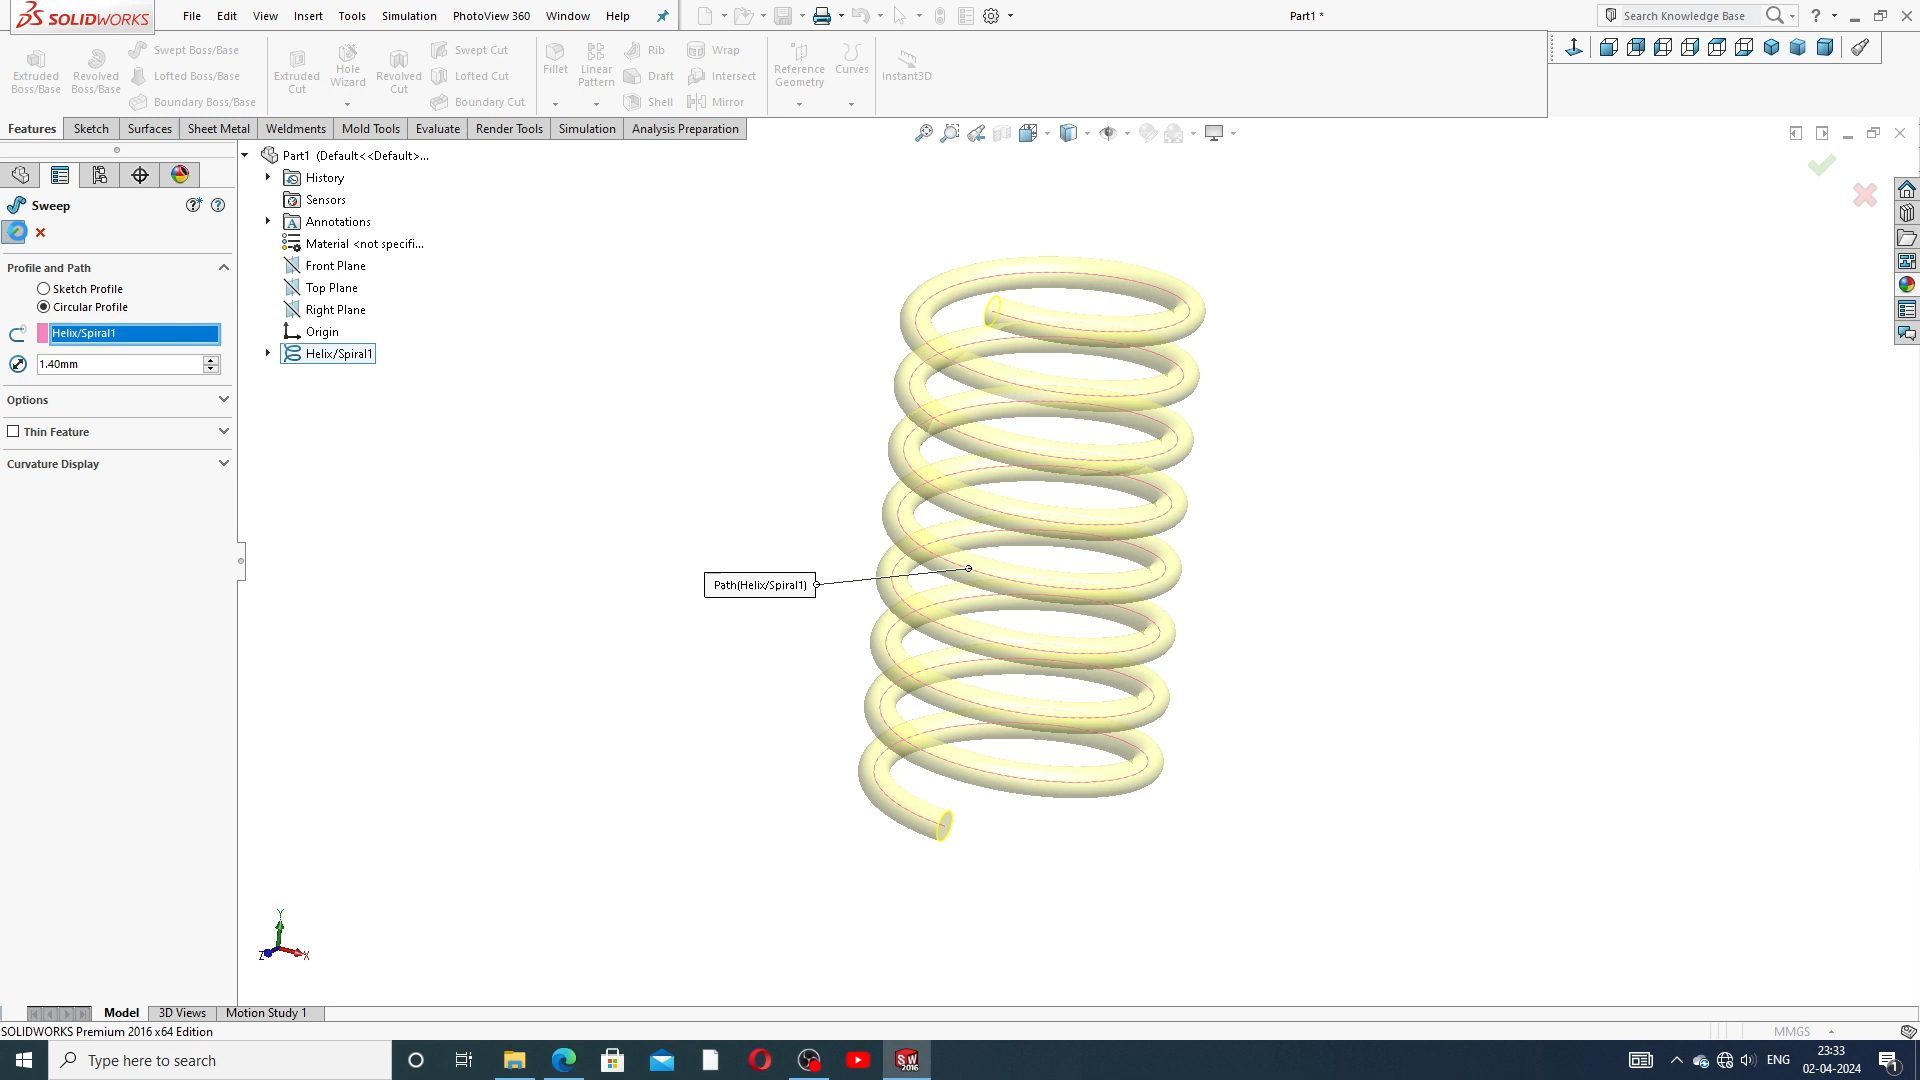 SOLIDWORKS File Edit View Insert Tools Simulation PhotoView 360 Window Help Part1 * Search Knowledge Base ?
Extruded Boss/Base Revolved Boss/Base Swept Boss/Base Lofted Boss/Base Boundary Boss/Base Extruded Cut Hole Wizard Revolved Cut Swept Cut Lofted Cut Boundary Cut Fillet Linear Pattern Rib Draft Shell Wrap Intersect Mirror Reference Geometry Curves Instant3D
Features Sketch Surfaces Sheet Metal Weldments Mold Tools Evaluate Render Tools Simulation Analysis Preparation
Sweep
Profile and Path
Sketch Profile
Circular Profile
Helix/Spiral1
1.40mm
Options
Thin Feature
Curvature Display
Part1 (Default<<Default>...
History
Sensors
Annotations
Material <not specifi...
Front Plane
Top Plane
Right Plane
Origin
Helix/Spiral1
Path(Helix/Spiral1)
Y
Z X
Model 3D Views Motion Study 1
SOLIDWORKS Premium 2016 x64 Edition MMGS
Type here to search SW 2016 ENG 23:33
02-04-2024 1